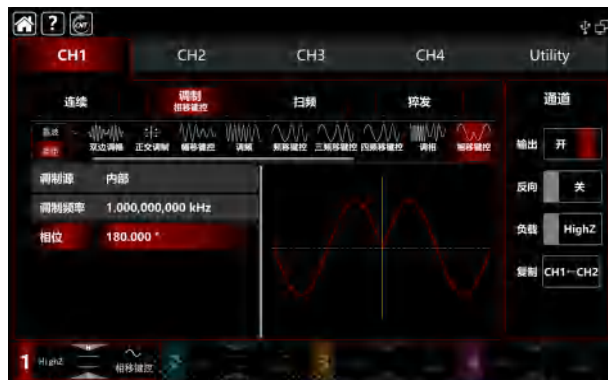 ?
CNT
CH1 CH2 CH3 CH4 Utility
连续 调制 扫频 猝发 通道
相移键控
双边调幅 正交调制 幅移键控 调频 频移键控 三频移键控 四频移键控 调相 相移键控
输出 开
调制源 内部
反向 关
调制频率 1.000,000,000 kHz
负载 HighZ
相位 180.000 °
复制 CH1←CH2
1 HighZ 相移键控 2 3 4